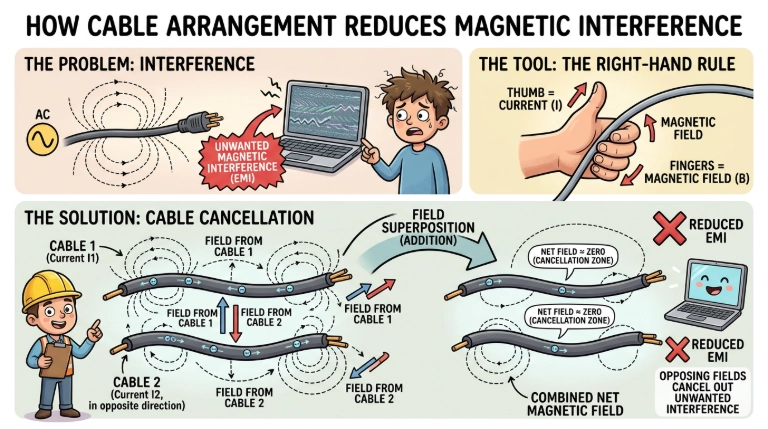 HOW CABLE ARRANGEMENT REDUCES MAGNETIC INTERFERENCE
THE PROBLEM: INTERFERENCE
AC
UNWANTED
MAGNETIC
INTERFERENCE
(EMI)
THE TOOL: THE RIGHT-HAND RULE
THUMB =
CURRENT (I)
MAGNETIC
FIELD
FINGERS =
MAGNETIC FIELD (B)
THE SOLUTION: CABLE CANCELLATION
CABLE 1
(Current I1)
FIELD FROM
CABLE 1
FIELD FROM
CABLE 1
FIELD FROM
CABLE 2
FIELD FROM
CABLE 1
CABLE 2
(Current I2,
in opposite direction)
FIELD FROM
CABLE 2
FIELD FROM
CABLE 2
FIELD
SUPERPOSITION
(ADDITION)
NET FIELD ≈ ZERO
(CANCELLATION ZONE)
NET FIELD ≈ ZERO
(CANCELLATION ZONE)
COMBINED NET
MAGNETIC FIELD
REDUCED
EMI
REDUCED
EMI
OPPOSING FIELDS
CANCEL OUT
UNWANTED
INTERFERENCE